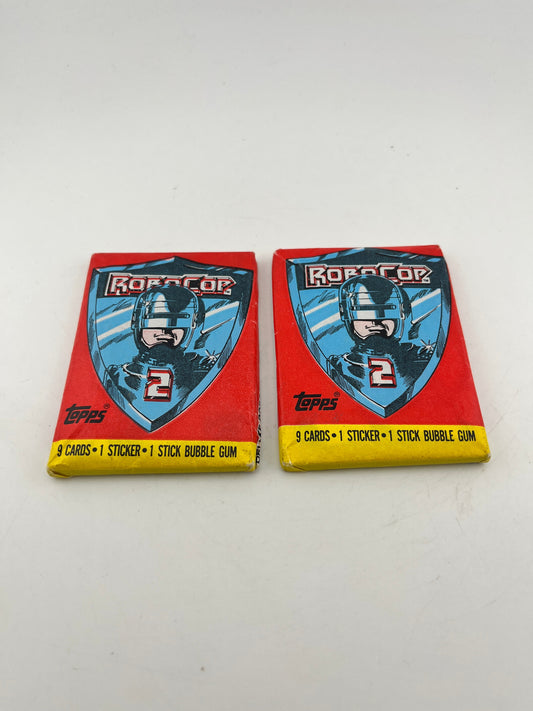 ROBOCOP
2
Topps®
9 CARDS • 1 STICKER • 1 STICK BUBBLE GUM
ROBOCOP
2
Topps®
9 CARDS • 1 STICKER • 1 STICK BUBBLE GUM